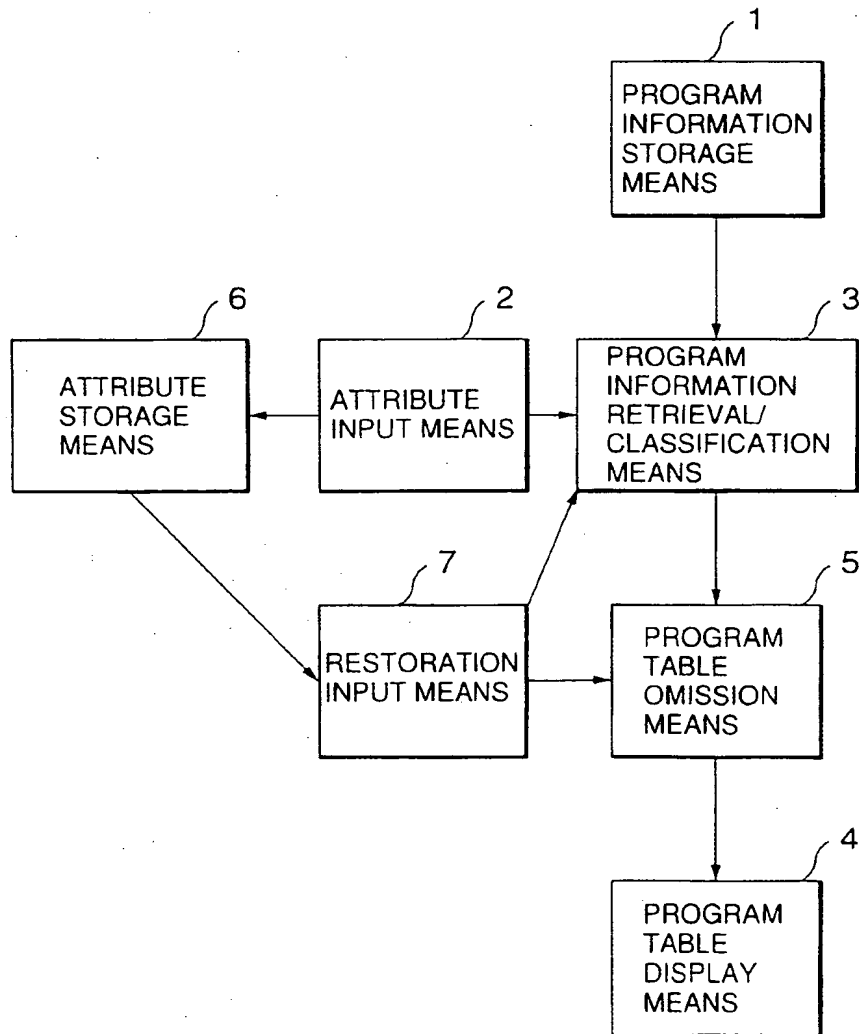 1
PROGRAM
INFORMATION
STORAGE
MEANS
6
2
3
ATTRIBUTE
STORAGE
MEANS
ATTRIBUTE
INPUT MEANS
PROGRAM
INFORMATION
RETRIEVAL/
CLASSIFICATION
MEANS
7
5
RESTORATION
INPUT MEANS
PROGRAM
TABLE
OMISSION
MEANS
4
PROGRAM
TABLE
DISPLAY
MEANS